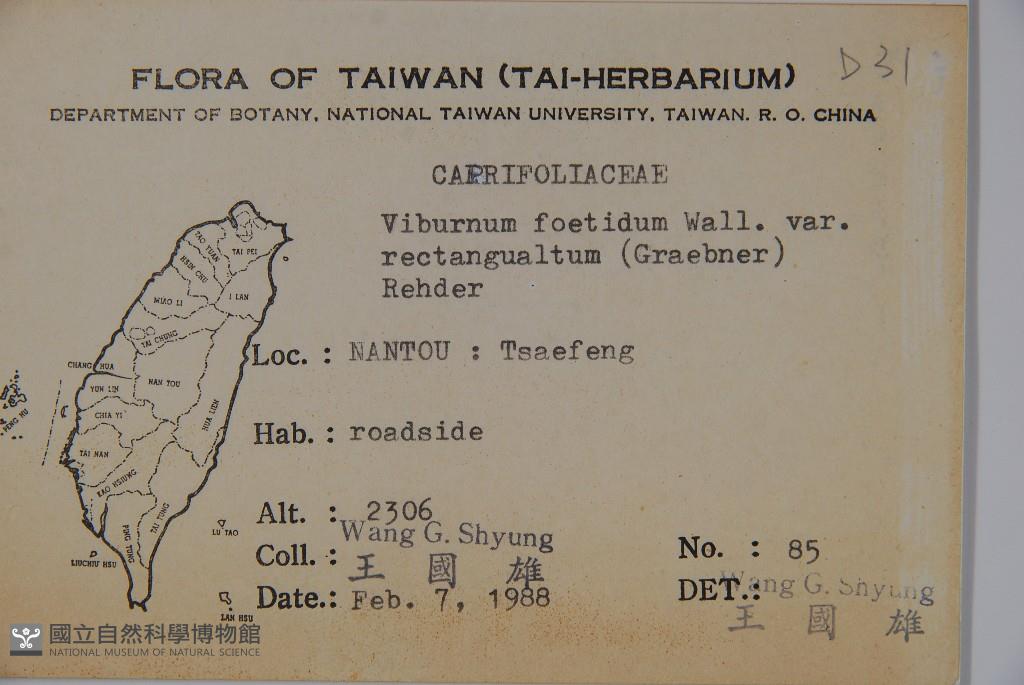 D31
FLORA OF TAIWAN (TAI-HERBARIUM)
DEPARTMENT OF BOTANY, NATIONAL TAIWAN UNIVERSITY, TAIWAN. R. O. CHINA
CAPRIFOLIACEAE
Viburnum foetidum Wall. var.
rectangualtum (Graebner)
Rehder
TAO YUAN
TAI PEI
HSIN CHU
MIAO LI
I LAN
TAI CHUNG
Loc. : NANTOU : Tsaefeng
CHANG HUA
NAN TOU
YUN LIN
PENG HU
CHIA YI
HUA LIEN
Hab. : roadside
TAI NAN
KAO HSIUNG
TAI TUNG
PING TUNG
LU TAO
LIUCHIU HSU
LAN HSU
Alt. : 2306
Wang G. Shyung
Coll. : 王 國 雄
No. : 85
Date.: Feb. 7, 1988
DET.: Wang G. Shyung
王 國 雄
國立自然科學博物館
NATIONAL MUSEUM OF NATURAL SCIENCE